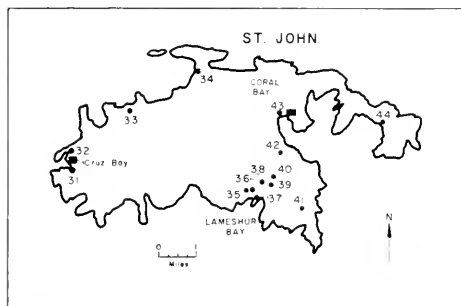 ST. JOHN
34
CORAL
BAY
33
43
44
32
Cruz Bay
42
31
38
40
36
39
35
37
41
LAMESHUR
BAY
N
0 1
Miles